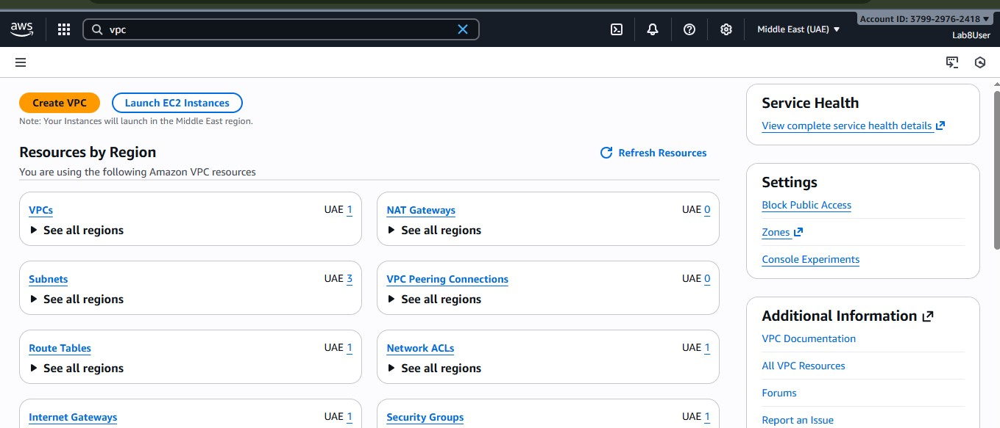 aws
vpc
Middle East (UAE)
Account ID: 3799-2976-2418
Lab8User
Create VPC
Launch EC2 Instances
Note: Your Instances will launch in the Middle East region.
Resources by Region
Refresh Resources
You are using the following Amazon VPC resources
VPCs UAE 1
See all regions
NAT Gateways UAE 0
See all regions
Subnets UAE 3
See all regions
VPC Peering Connections UAE 0
See all regions
Route Tables UAE 1
See all regions
Network ACLs UAE 1
See all regions
Internet Gateways UAE 1
Security Groups UAE 1
Service Health
View complete service health details
Settings
Block Public Access
Zones
Console Experiments
Additional Information
VPC Documentation
All VPC Resources
Forums
Report an Issue